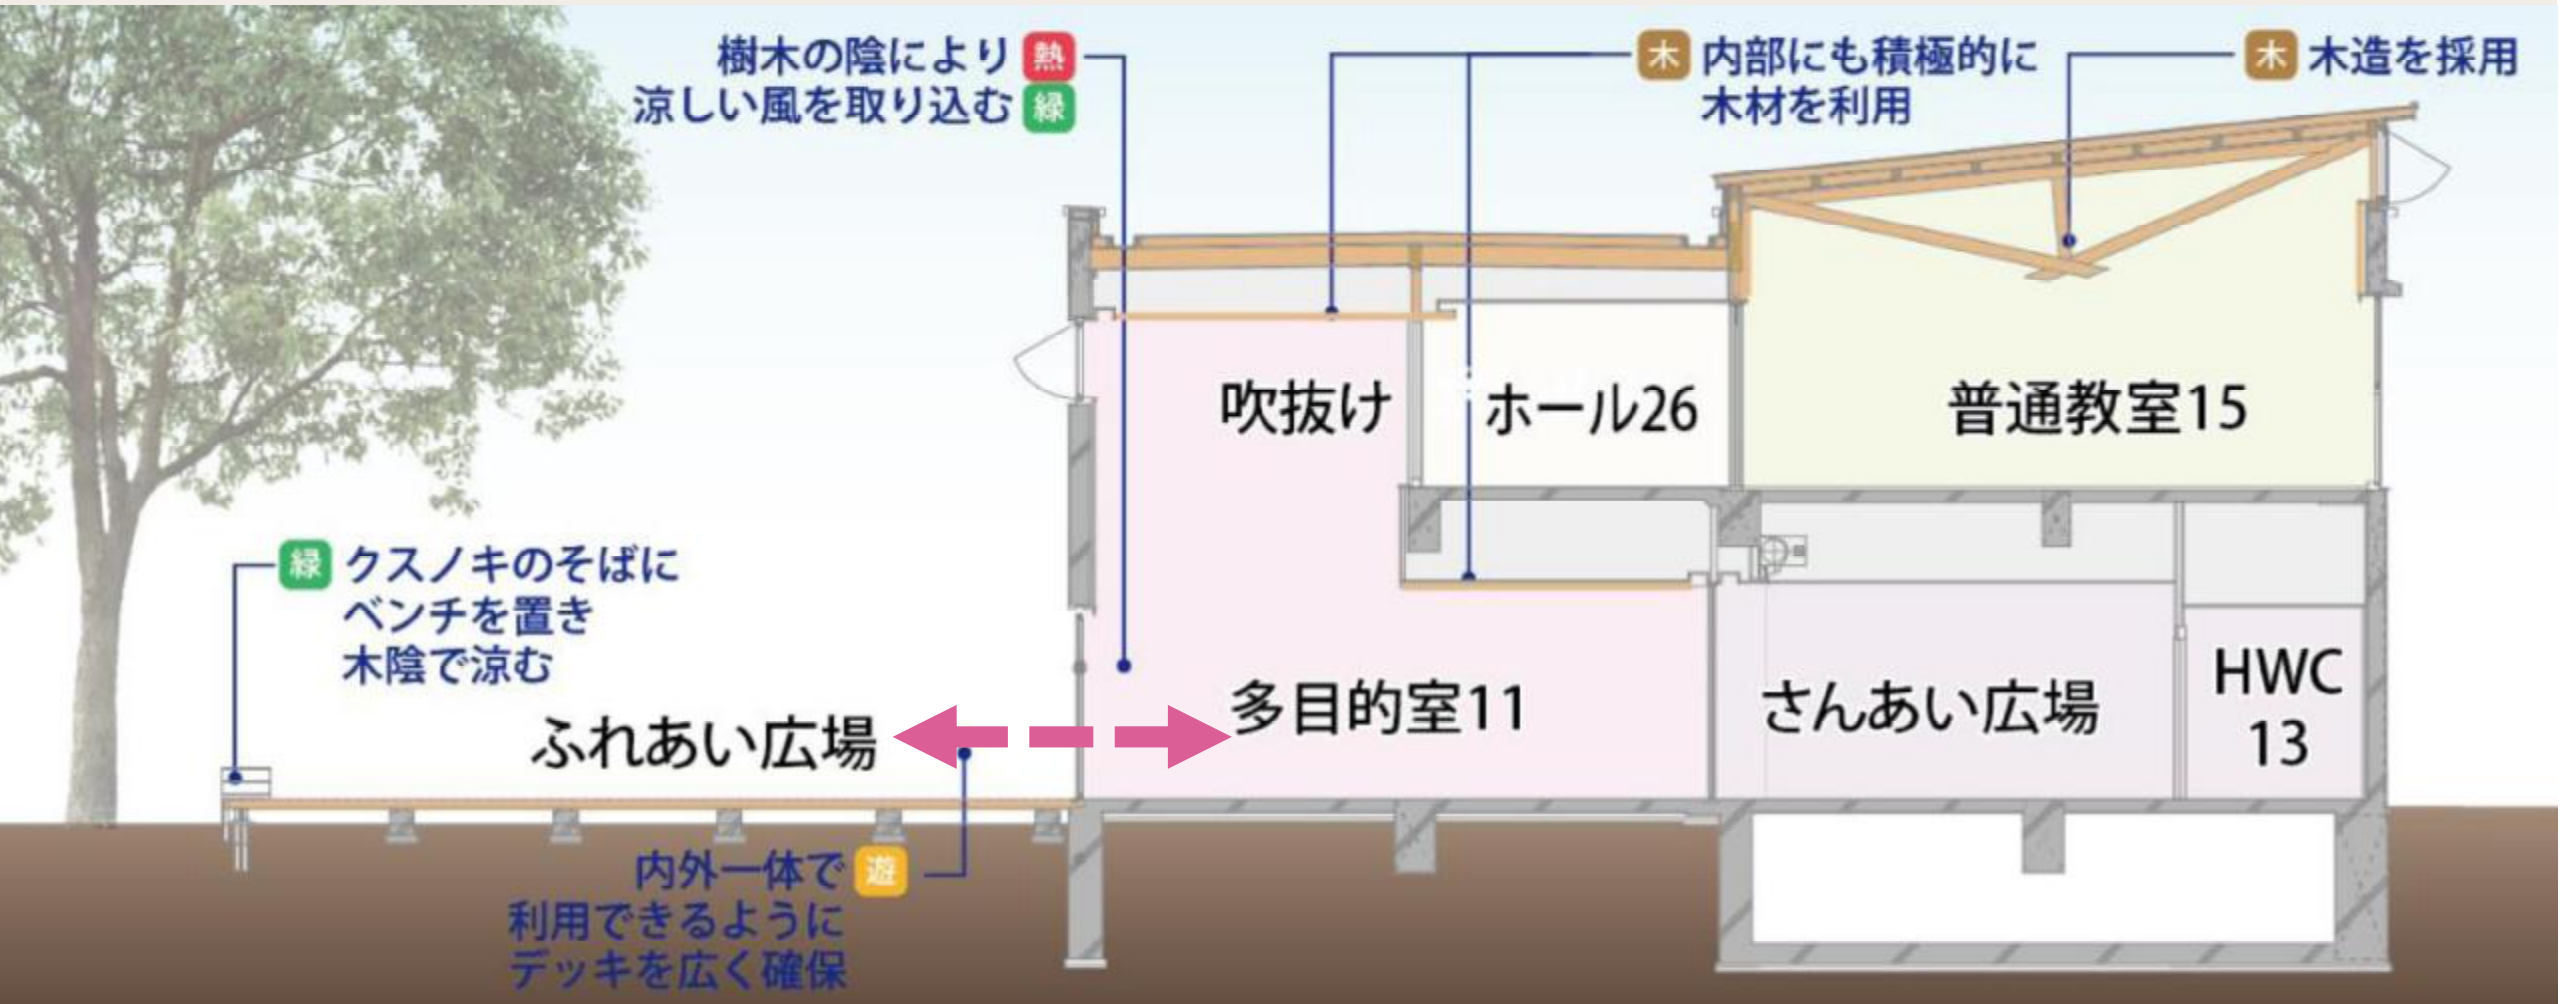 樹木の陰により 熱
涼しい風を取り込む 緑
木 内部にも積極的に
木材を利用
木 木造を採用
吹抜け
ホール26
普通教室15
緑 クスノキのそばに
ベンチを置き
木陰で涼む
ふれあい広場
多目的室11
さんあい広場
HWC
13
内外一体で 遊
利用できるように
デッキを広く確保